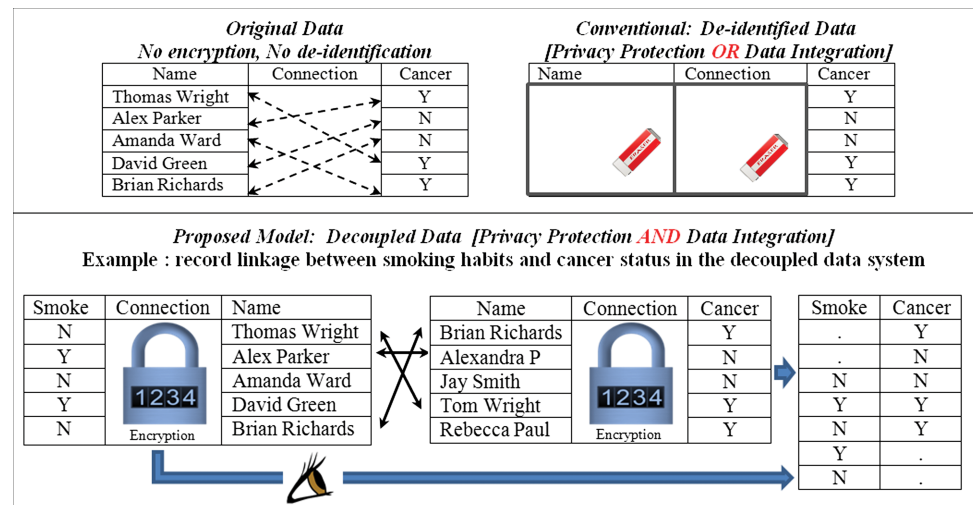 Original Data
No encryption, No de-identification
Name Connection Cancer
Thomas Wright Y
Alex Parker N
Amanda Ward N
David Green Y
Brian Richards Y
Conventional: De-identified Data
[Privacy Protection OR Data Integration]
Name Connection Cancer
Y
N
N
Y
Y
ERASER
ERASER
Proposed Model: Decoupled Data [Privacy Protection AND Data Integration]
Example : record linkage between smoking habits and cancer status in the decoupled data system
Smoke Connection Name
N Thomas Wright
Y Alex Parker
N Amanda Ward
Y 1234 David Green
N Encryption Brian Richards
Name Connection Cancer
Brian Richards Y
Alexandra P N
Jay Smith N
Tom Wright 1234 Y
Rebecca Paul Encryption Y
Smoke Cancer
. Y
. N
N N
Y Y
N Y
Y .
N .